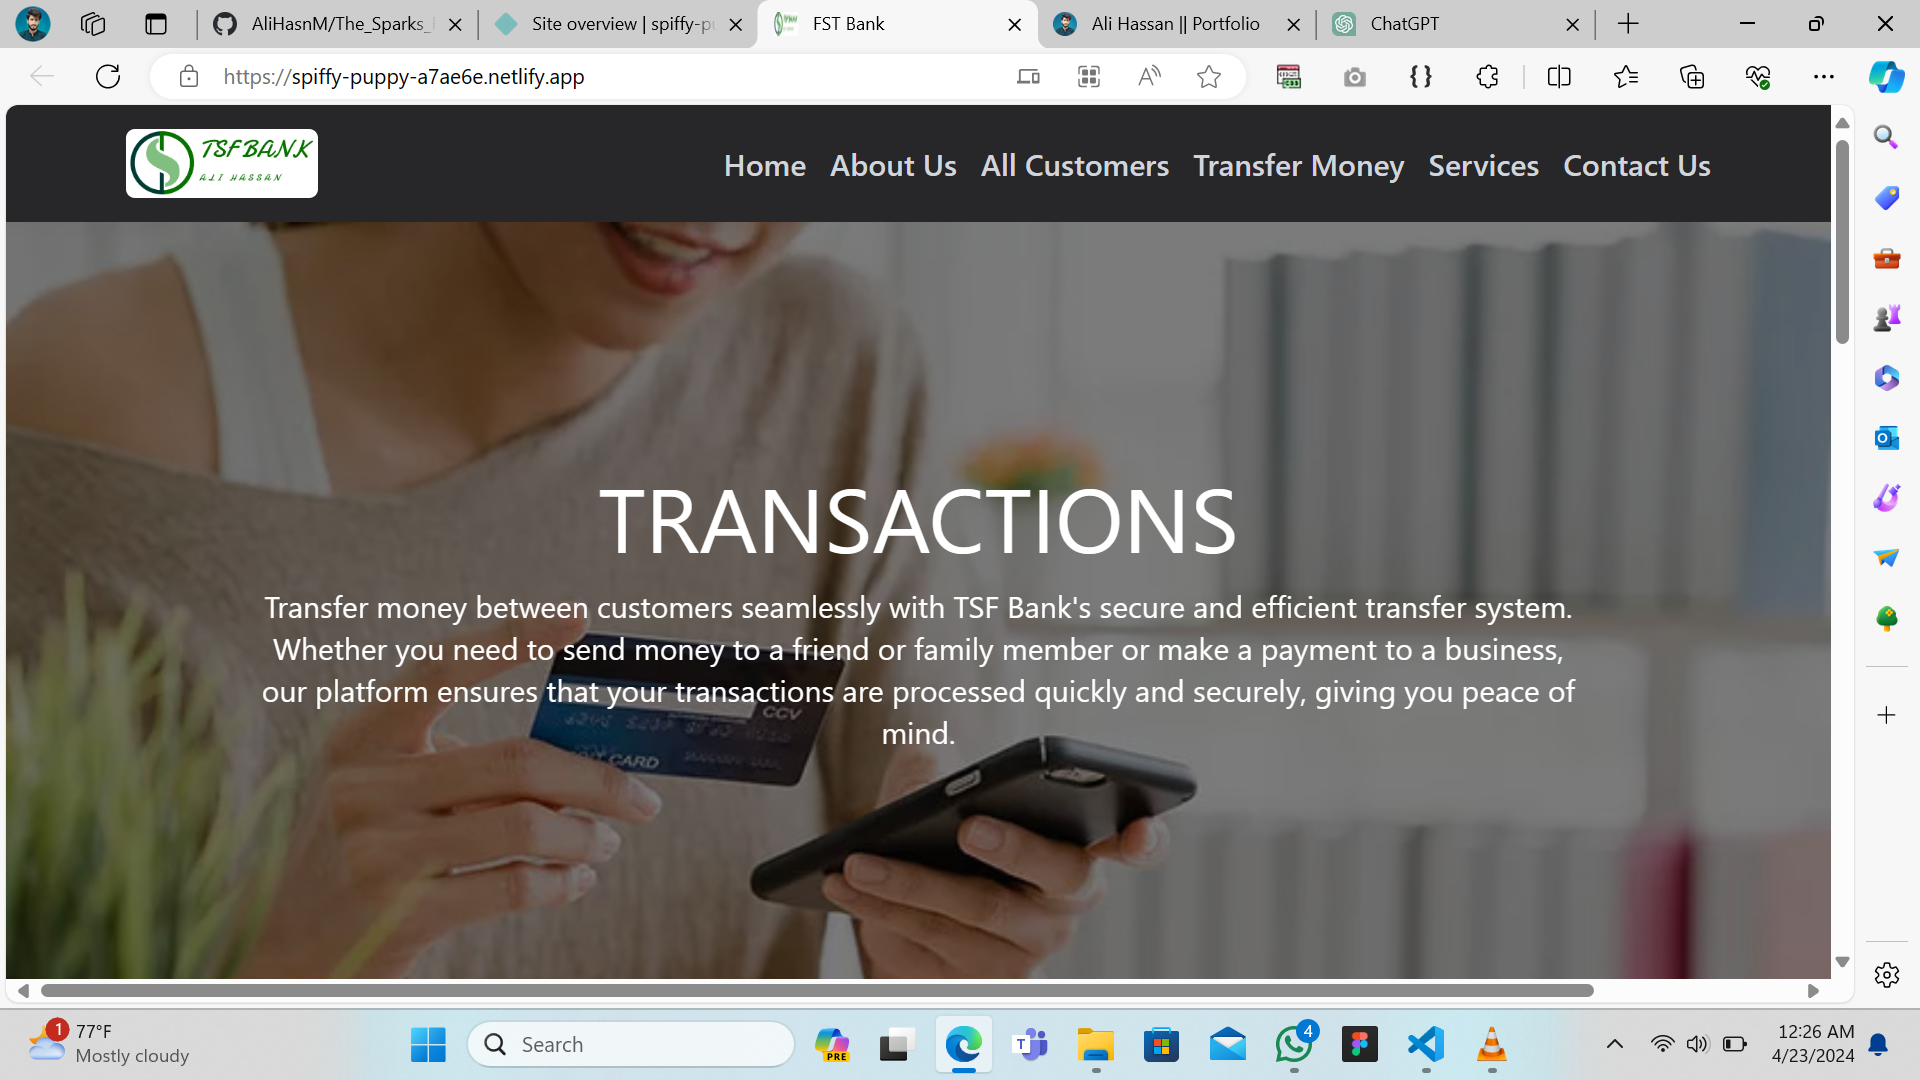 AliHasnM/The_Sparks_
Site overview | spiffy-pu
FST Bank
Ali Hassan || Portfolio
ChatGPT
https://spiffy-puppy-a7ae6e.netlify.app
TSF BANK
ALI HASSAN
Home
About Us
All Customers
Transfer Money
Services
Contact Us
TRANSACTIONS
Transfer money between customers seamlessly with TSF Bank's secure and efficient transfer system.
Whether you need to send money to a friend or family member or make a payment to a business,
our platform ensures that your transactions are processed quickly and securely, giving you peace of
mind.
CCV
CARD
1
77°F
Mostly cloudy
Search
PRE
4
12:26 AM
4/23/2024